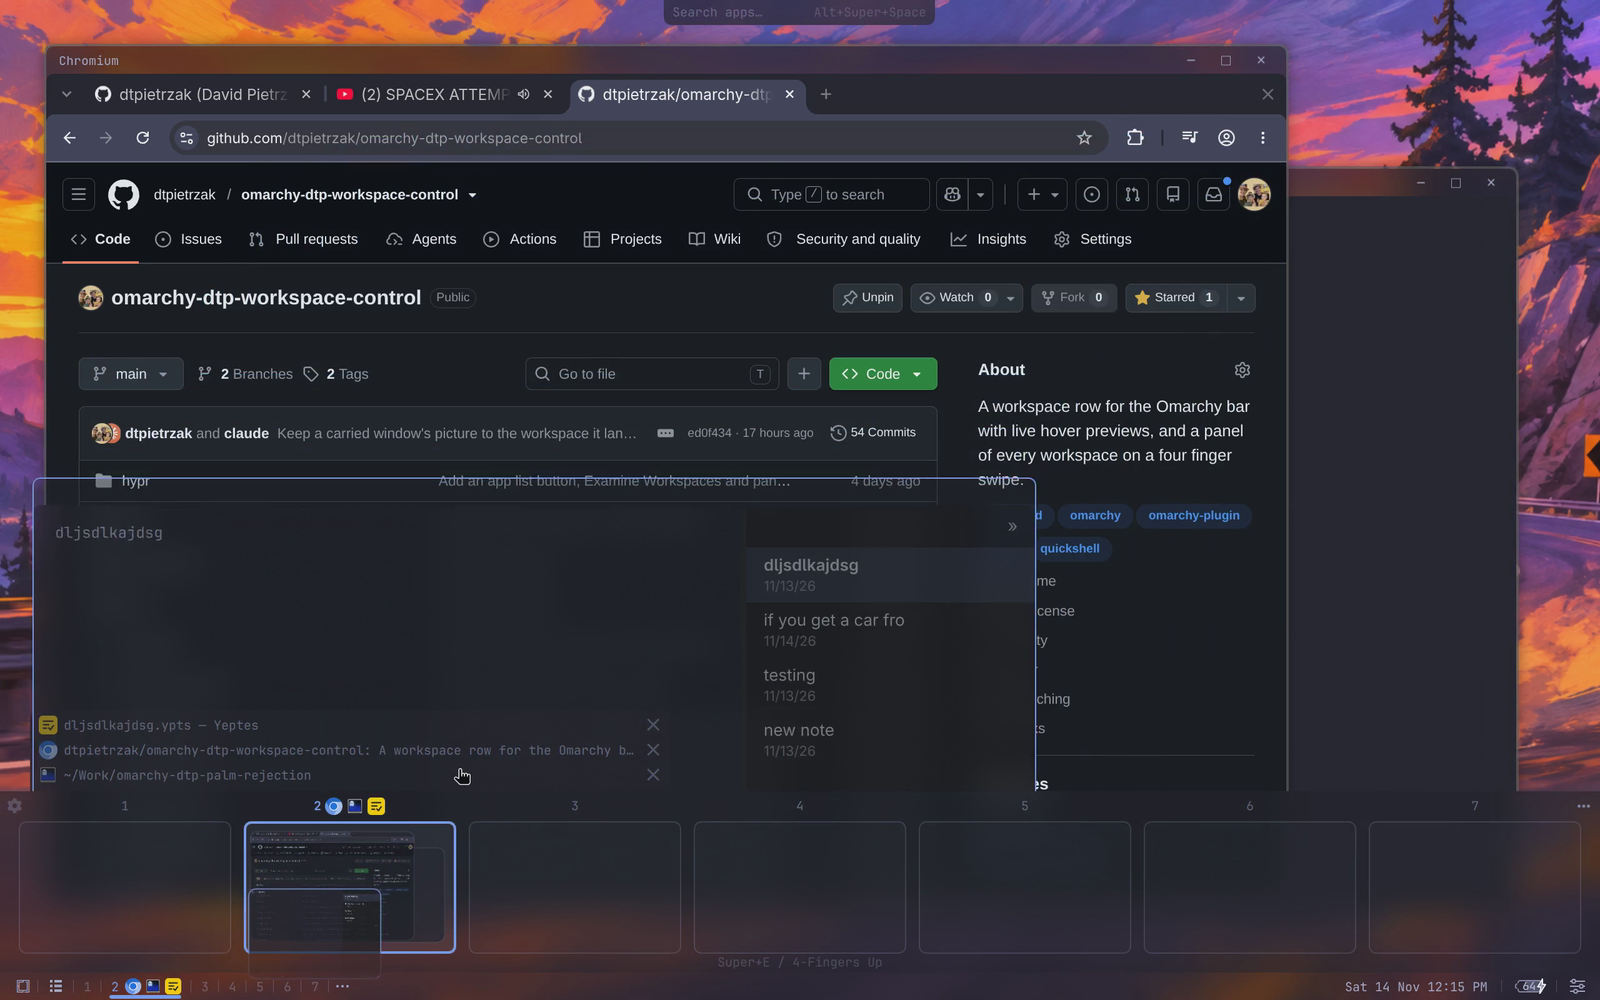 Search apps… Alt+Super+Space
Chromium
dtpietrzak (David Pietrz
(2) SPACEX ATTEMP
dtpietrzak/omarchy-dtp
github.com/dtpietrzak/omarchy-dtp-workspace-control
dtpietrzak / omarchy-dtp-workspace-control
Type / to search
Code Issues Pull requests Agents Actions Projects Wiki Security and quality Insights Settings
omarchy-dtp-workspace-control Public
Unpin Watch 0 Fork 0 Starred 1
main 2 Branches 2 Tags
Go to file T
Code
About
A workspace row for the Omarchy bar
with live hover previews, and a panel
of every workspace on a four finger
swipe.
dtpietrzak and claude Keep a carried window's picture to the workspace it lan… ed0f434 · 17 hours ago 54 Commits
hypr Add an app list button, Examine Workspaces and pan… 4 days ago
d omarchy omarchy-plugin
quickshell
me
cense
ty
ching
s
es
dljsdlkajdsg
»
dljsdlkajdsg
11/13/26
if you get a car fro
11/14/26
testing
11/13/26
new note
11/13/26
dljsdlkajdsg.ypts — Yeptes
dtpietrzak/omarchy-dtp-workspace-control: A workspace row for the Omarchy b…
~/Work/omarchy-dtp-palm-rejection
1 2 3 4 5 6 7
Super+E / 4-Fingers Up
1 2 3 4 5 6 7
Sat 14 Nov 12:15 PM
64